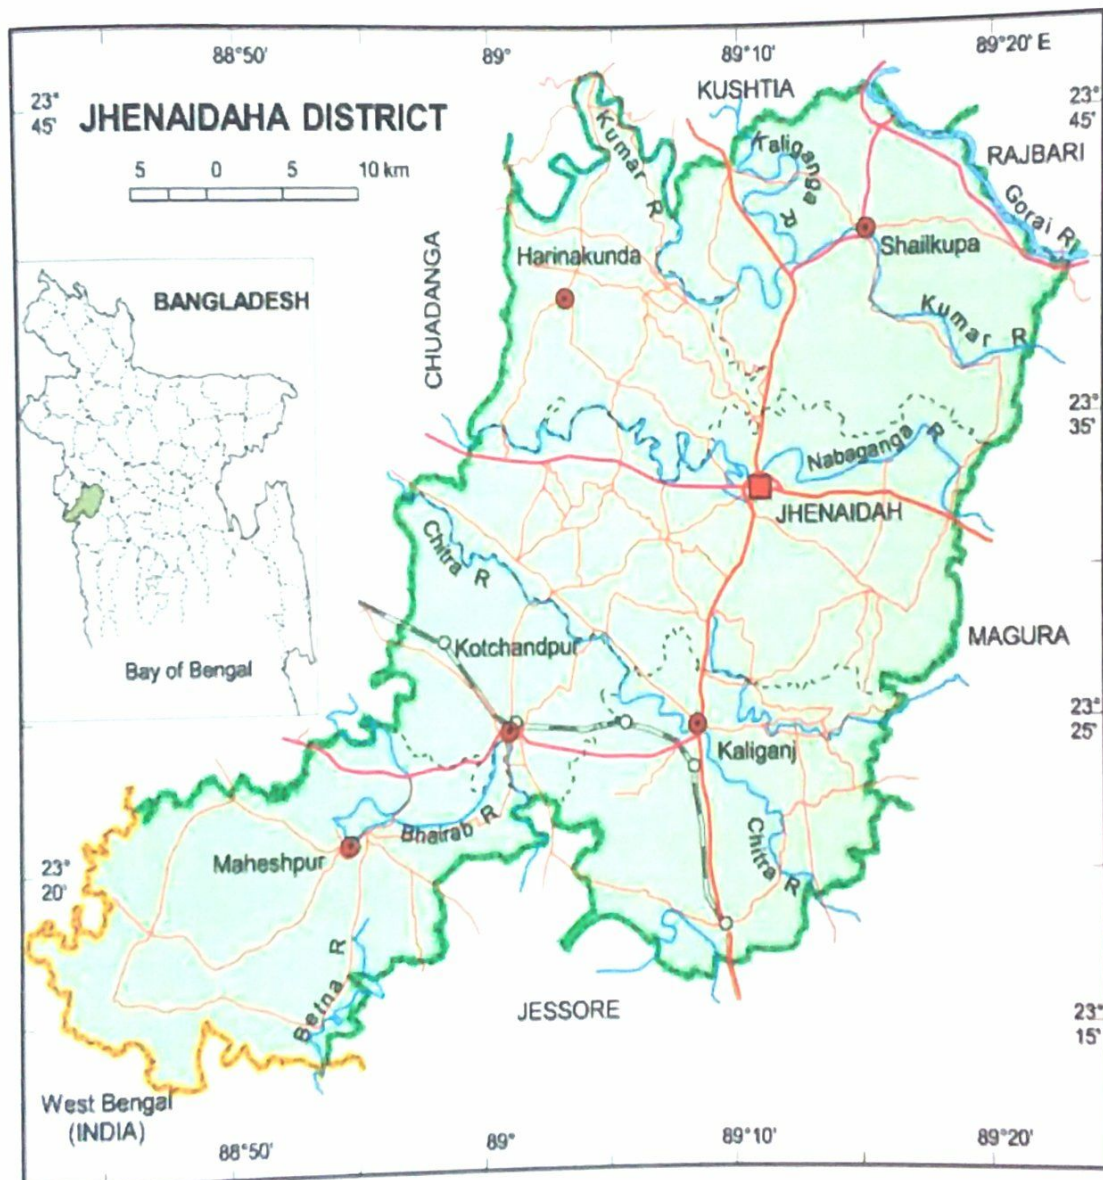 88°50'
89°
89°10'
89°20' E
23°
45'
JHENAIDAHA DISTRICT
KUSHTIA
23°
45'
5 0 5 10 km
Kumar R
Kaliganga R
RAJBARI
Gorai R
Shailkupa
CHUADANGA
Harinakunda
BANGLADESH
Kumar R
23°
35'
Nabaganga R
JHENAIDAH
Chitra R
MAGURA
Kotchandpur
Bay of Bengal
23°
25'
Kaliganj
Bhairab R
Chitra R
Maheshpur
23°
20'
Betna R
JESSORE
23°
15'
West Bengal
(INDIA)
88°50'
89°
89°10'
89°20'